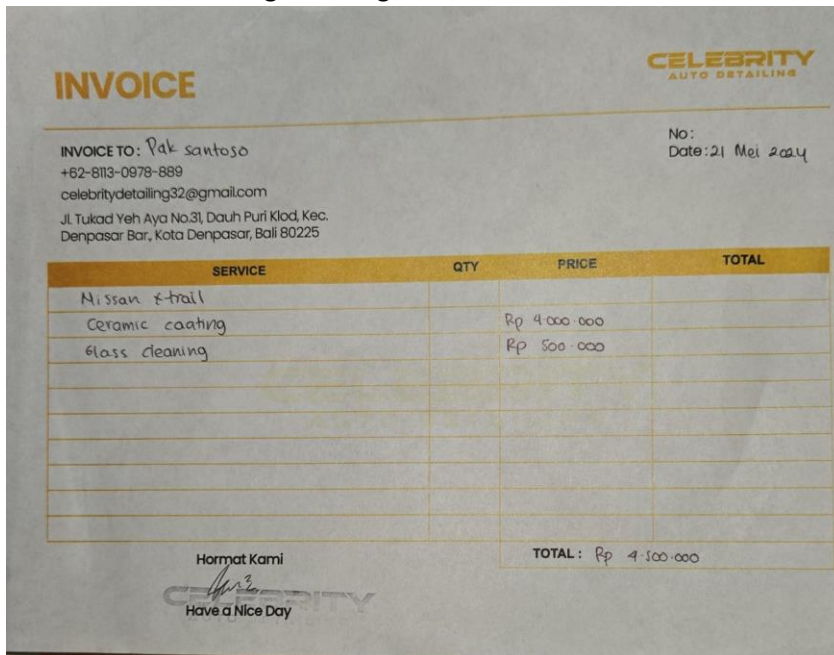 INVOICE
CELEBRITY
AUTO DETAILING
INVOICE TO: Pak Santoso
+62-8113-0978-889
celebritydetailing32@gmail.com
Jl. Tukad Yeh Aya No.31, Dauh Puri Klod, Kec.
Denpasar Bar., Kota Denpasar, Bali 80225
No:
Date: 21 Mei 2024
SERVICE QTY PRICE TOTAL
Nissan xtrail
Ceramic coating Rp 4.000.000
Glass cleaning Rp 500.000
TOTAL: Rp 4.500.000
Hormat Kami
CELEBRITY
Have a Nice Day